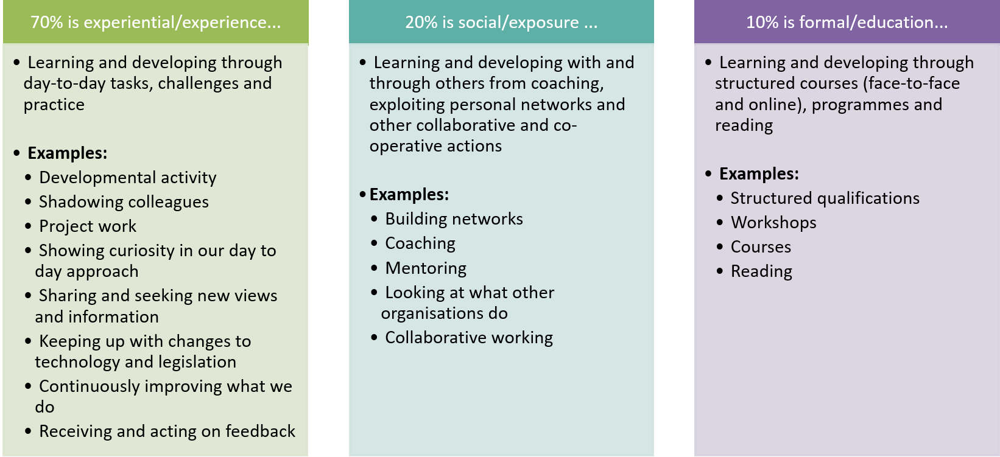 70% is experiential/experience...
• Learning and developing through
day-to-day tasks, challenges and
practice
• Examples:
• Developmental activity
• Shadowing colleagues
• Project work
• Showing curiosity in our day to
day approach
• Sharing and seeking new views
and information
• Keeping up with changes to
technology and legislation
• Continuously improving what we
do
• Receiving and acting on feedback
20% is social/exposure ...
• Learning and developing with and
through others from coaching,
exploiting personal networks and
other collaborative and co-
operative actions
• Examples:
• Building networks
• Coaching
• Mentoring
• Looking at what other
organisations do
• Collaborative working
10% is formal/education...
• Learning and developing through
structured courses (face-to-face
and online), programmes and
reading
• Examples:
• Structured qualifications
• Workshops
• Courses
• Reading